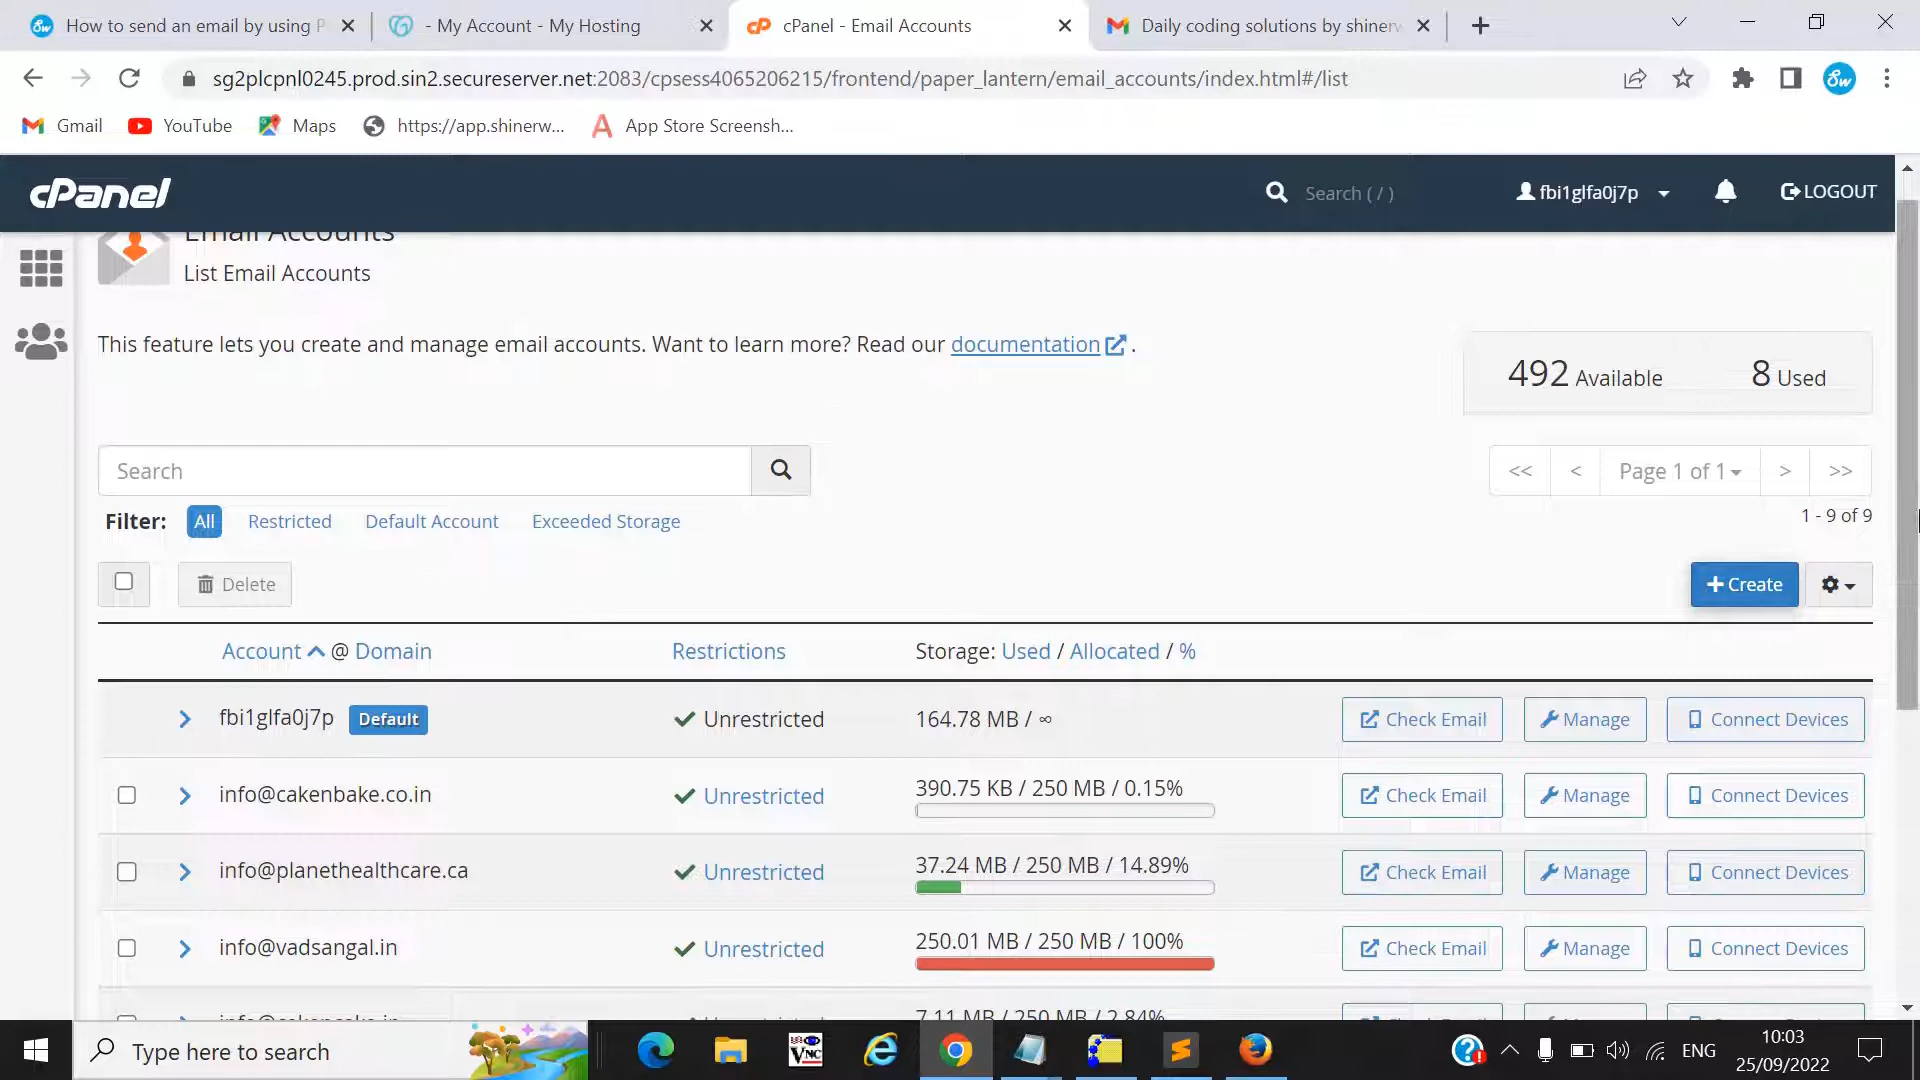 How to send an email by using P
- My Account - My Hosting
cPanel - Email Accounts
Daily coding solutions by shinerw
sg2plcpnl0245.prod.sin2.secureserver.net:2083/cpsess4065206215/frontend/paper_lantern/email_accounts/index.html#/list
Gmail YouTube Maps https://app.shinerw... App Store Screensh...
cPanel Search ( / ) fbi1glfa0j7p LOGOUT
Email Accounts
List Email Accounts
This feature lets you create and manage email accounts. Want to learn more? Read our documentation .
492 Available 8 Used
Search
<< < Page 1 of 1 > >>
Filter: All Restricted Default Account Exceeded Storage
1 - 9 of 9
Delete
+ Create
Account @ Domain Restrictions Storage: Used / Allocated / %
fbi1glfa0j7p Default Unrestricted 164.78 MB / ∞ Check Email Manage Connect Devices
info@cakenbake.co.in Unrestricted 390.75 KB / 250 MB / 0.15% Check Email Manage Connect Devices
info@planethealthcare.ca Unrestricted 37.24 MB / 250 MB / 14.89% Check Email Manage Connect Devices
info@vadsangal.in Unrestricted 250.01 MB / 250 MB / 100% Check Email Manage Connect Devices
7.11 MB / 250 MB / 2.84%
Type here to search
VNC
ENG
10:03
25/09/2022